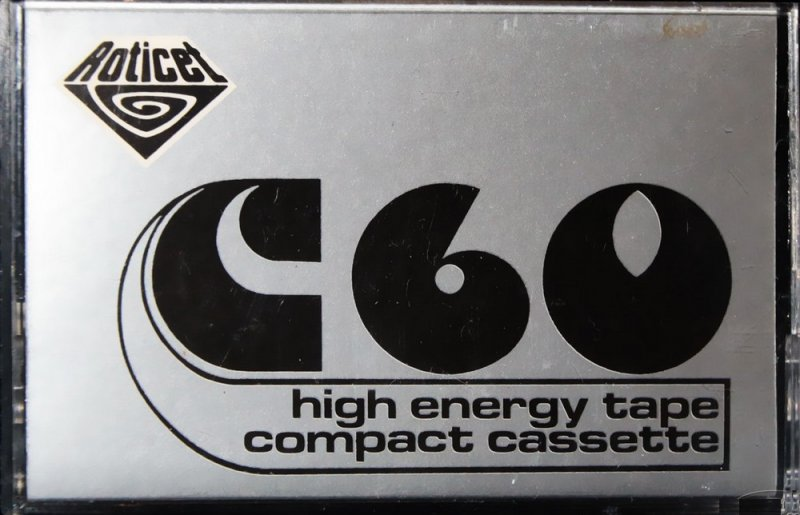 Roticet
C60
high energy tape
compact cassette